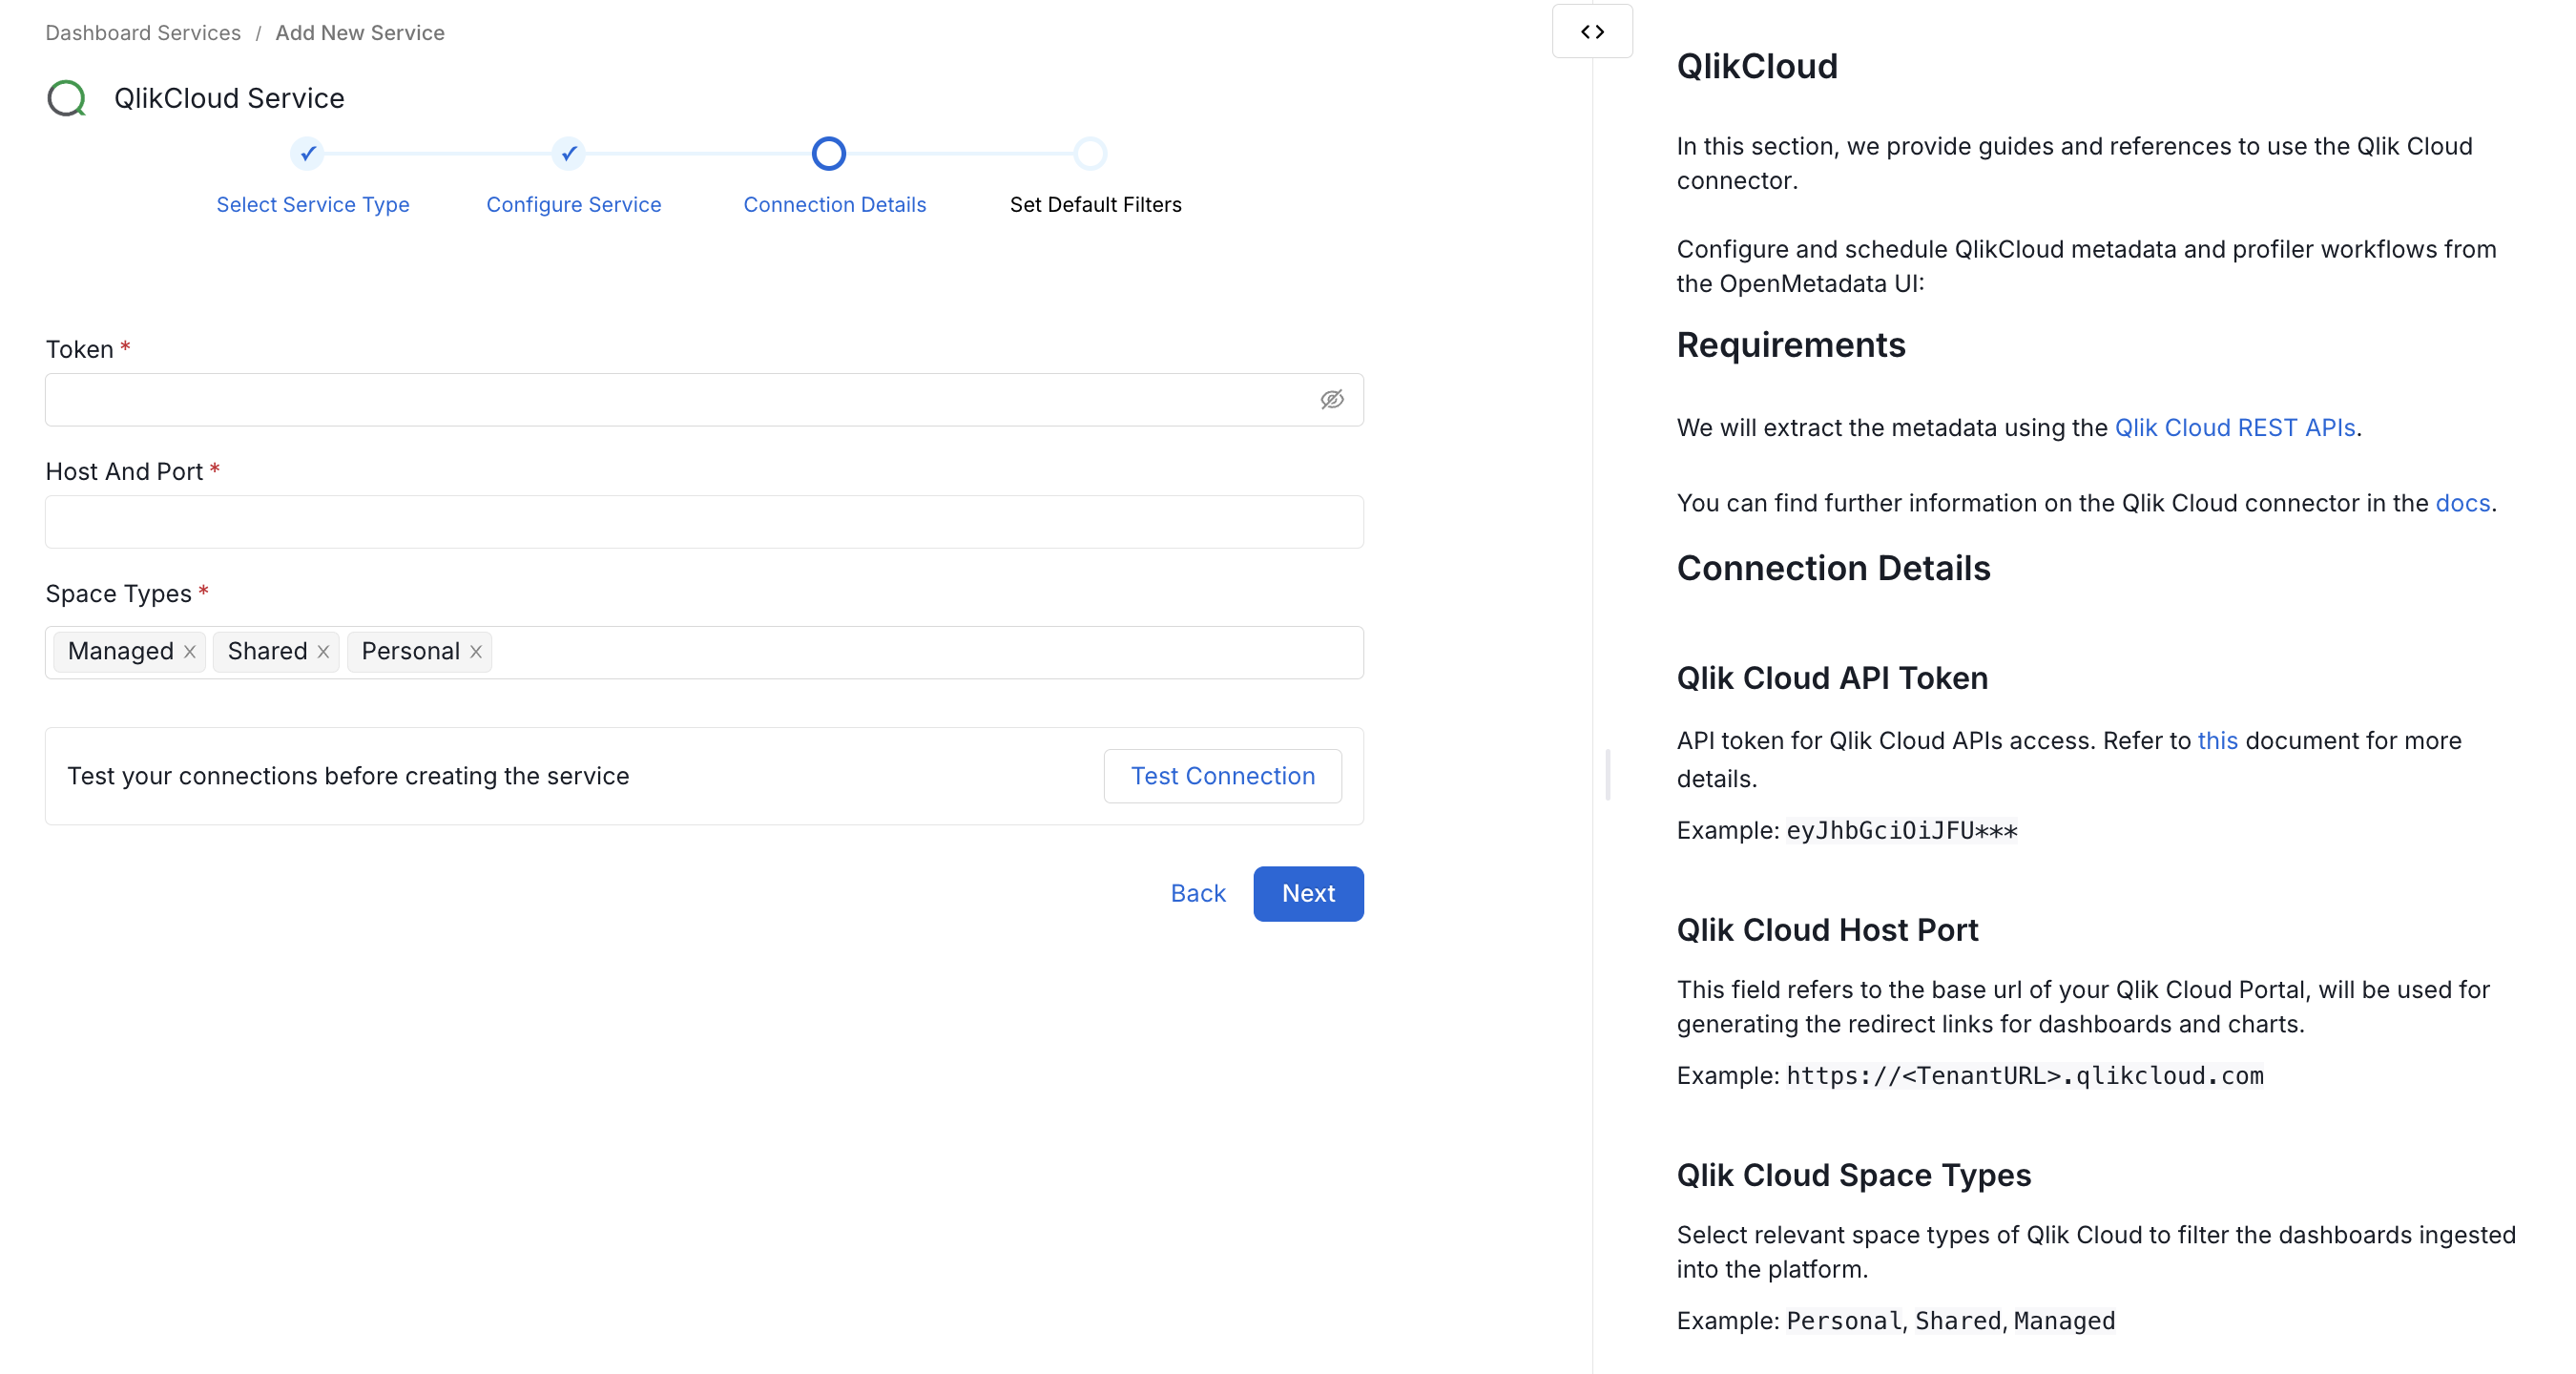 Dashboard Services / Add New Service
QlikCloud Service
Select Service Type
Configure Service
Connection Details
Set Default Filters
Token *
Host And Port *
Space Types *
Managed
Shared
Personal
Test your connections before creating the service
Test Connection
Back
Next
QlikCloud
In this section, we provide guides and references to use the Qlik Cloud
connector.
Configure and schedule QlikCloud metadata and profiler workflows from
the OpenMetadata UI:
Requirements
We will extract the metadata using the Qlik Cloud REST APIs.
You can find further information on the Qlik Cloud connector in the docs.
Connection Details
Qlik Cloud API Token
API token for Qlik Cloud APIs access. Refer to this document for more
details.
Example: eyJhbGciOiJFU***
Qlik Cloud Host Port
This field refers to the base url of your Qlik Cloud Portal, will be used for
generating the redirect links for dashboards and charts.
Example: https://<TenantURL>.qlikcloud.com
Qlik Cloud Space Types
Select relevant space types of Qlik Cloud to filter the dashboards ingested
into the platform.
Example: Personal, Shared, Managed